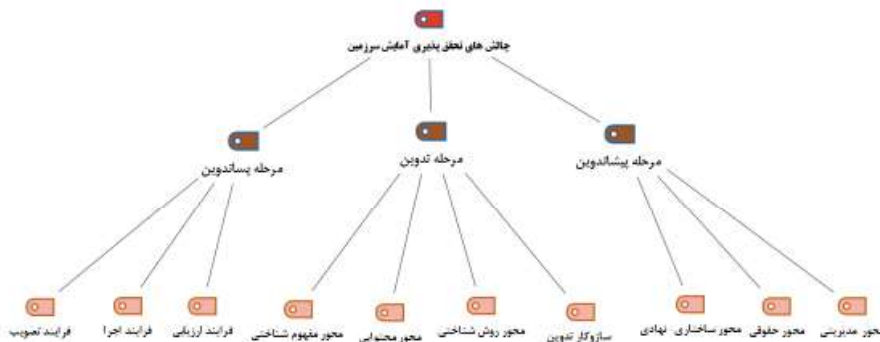 چالش های تحقق پذیری آمایش سرزمین
مرحله پیشاتدوین
مرحله تدوین
مرحله پساتدوین
محور مدیریتی
محور حقوقی
محور ساختاری- نهادی
سازوکار تدوین
محور روش شناختی
محور محتوایی
محور مفهوم شناختی
فرایند ارزیابی
فرایند اجرا
فرایند تصویب